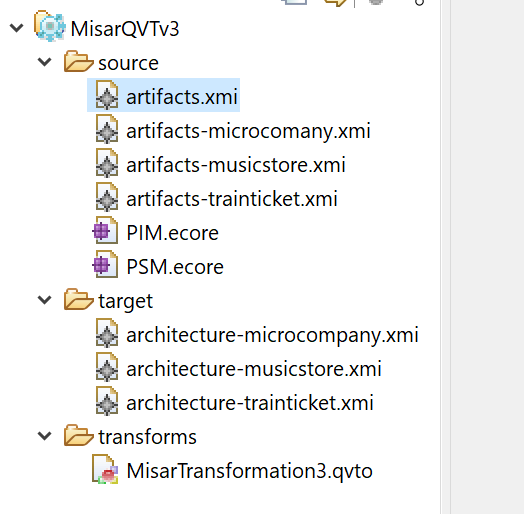 MisarQVTv3
source
artifacts.xmi
artifacts-microcomany.xmi
artifacts-musicstore.xmi
artifacts-trainticket.xmi
PIM.ecore
PSM.ecore
target
architecture-microcompany.xmi
architecture-musicstore.xmi
architecture-trainticket.xmi
transforms
MisarTransformation3.qvto